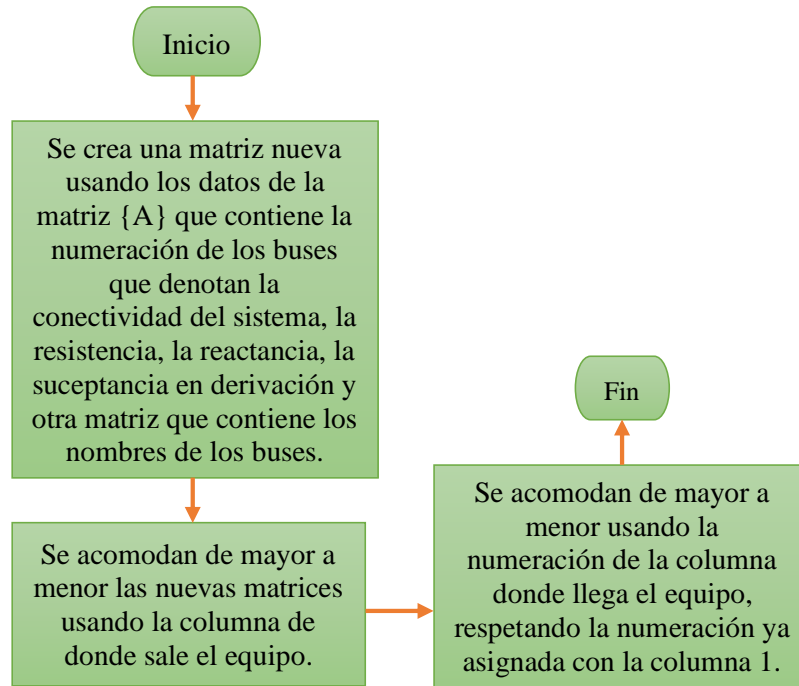 Inicio
Se crea una matriz nueva
usando los datos de la
matriz {A} que contiene la
numeración de los buses
que denotan la
conectividad del sistema, la
resistencia, la reactancia, la
suceptancia en derivación y
otra matriz que contiene los
nombres de los buses.
Se acomodan de mayor a
menor las nuevas matrices
usando la columna de
donde sale el equipo.
Se acomodan de mayor a
menor usando la
numeración de la columna
donde llega el equipo,
respetando la numeración ya
asignada con la columna 1.
Fin